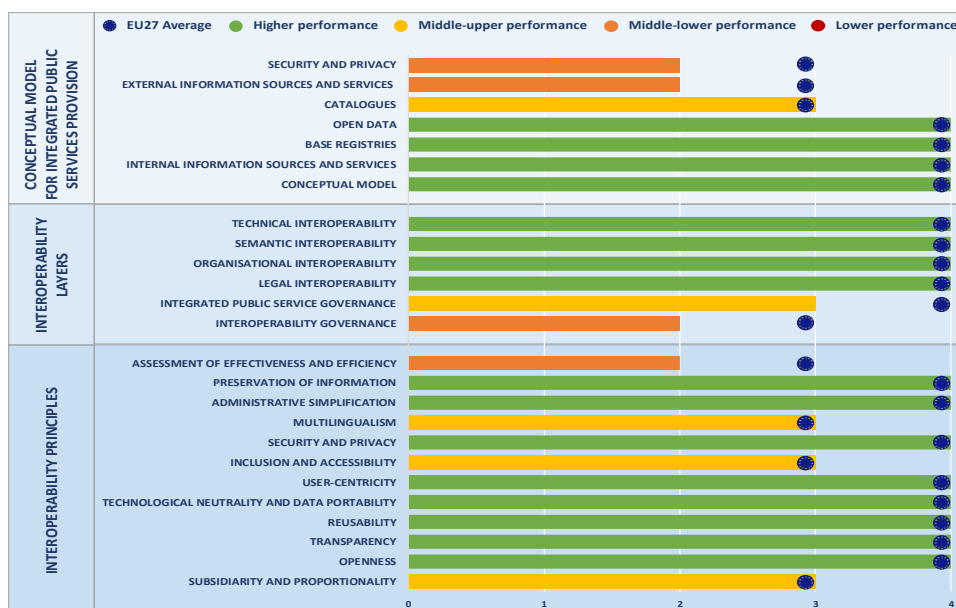 EU27 Average
Higher performance
Middle-upper performance
Middle-lower performance
Lower performance
CONCEPTUAL MODEL
FOR INTEGRATED PUBLIC
SERVICES PROVISION
SECURITY AND PRIVACY
EXTERNAL INFORMATION SOURCES AND SERVICES
CATALOGUES
OPEN DATA
BASE REGISTRIES
INTERNAL INFORMATION SOURCES AND SERVICES
CONCEPTUAL MODEL
INTEROPERABILITY
LAYERS
TECHNICAL INTEROPERABILITY
SEMANTIC INTEROPERABILITY
ORGANISATIONAL INTEROPERABILITY
LEGAL INTEROPERABILITY
INTEGRATED PUBLIC SERVICE GOVERNANCE
INTEROPERABILITY GOVERNANCE
INTEROPERABILITY PRINCIPLES
ASSESSMENT OF EFFECTIVENESS AND EFFICIENCY
PRESERVATION OF INFORMATION
ADMINISTRATIVE SIMPLIFICATION
MULTILINGUALISM
SECURITY AND PRIVACY
INCLUSION AND ACCESSIBILITY
USER-CENTRICITY
TECHNOLOGICAL NEUTRALITY AND DATA PORTABILITY
REUSABILITY
TRANSPARENCY
OPENNESS
SUBSIDIARITY AND PROPORTIONALITY
0 1 2 3 4